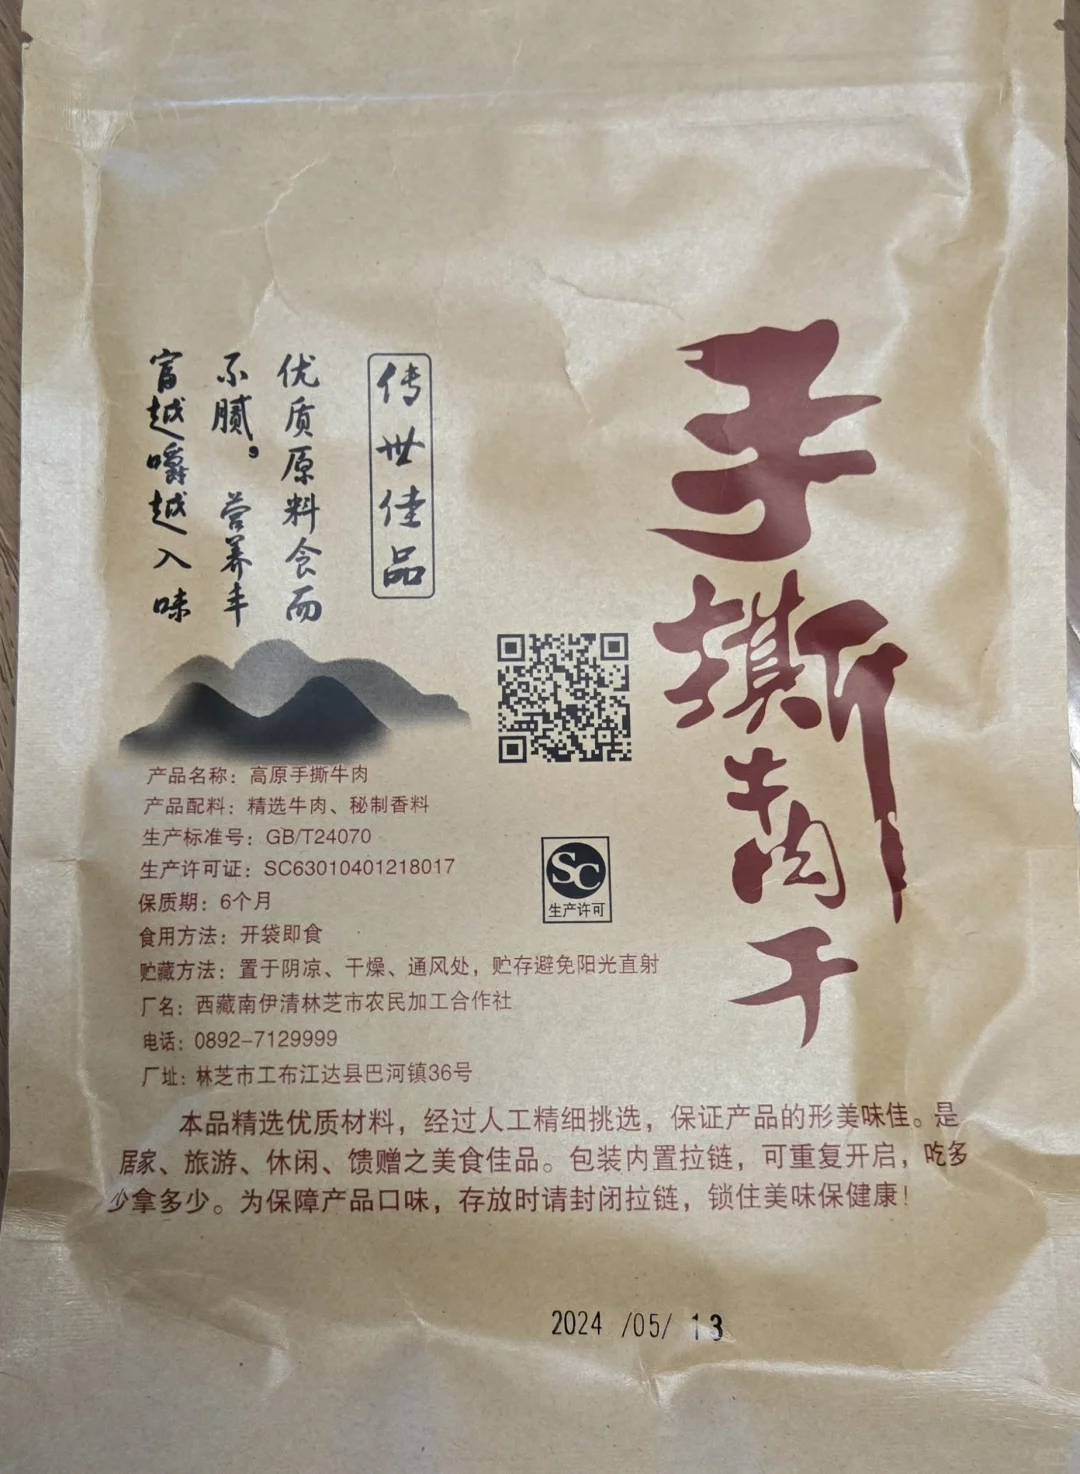 手撕牛肉干
传世佳品
优质原料食而
不腻。营养丰
富越嚼越入味
产品名称：高原手撕牛肉
产品配料：精选牛肉、秘制香料
生产标准号：GB/T24070
生产许可证：SC63010401218017
保质期：6个月
食用方法：开袋即食
贮藏方法：置于阴凉、干燥、通风处，贮存避免阳光直射
厂名：西藏南伊清林芝市农民加工合作社
电话：0892-7129999
厂址：林芝市工布江达县巴河镇36号
SC
生产许可
本品精选优质材料，经过人工精细挑选，保证产品的形美味佳。是
居家、旅游、休闲、馈赠之美食佳品。包装内置拉链，可重复开启，吃多
少拿多少。为保障产品口味，存放时请封闭拉链，锁住美味保健康！
2024 /05/ 13